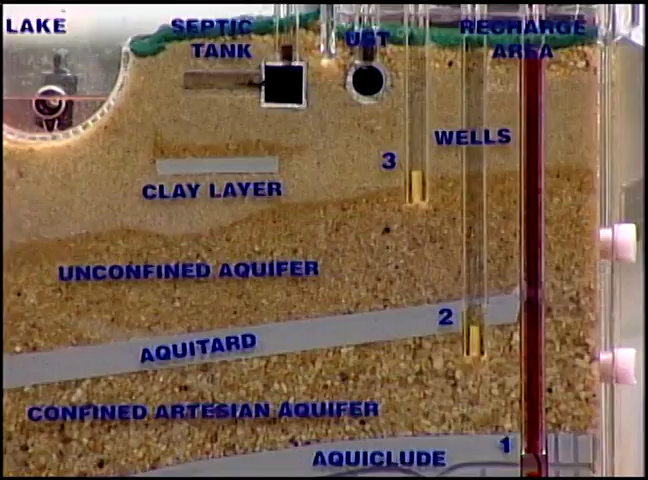 LAKE
SEPTIC
TANK
UST
RECHARGE
AREA
WELLS
3
CLAY LAYER
UNCONFINED AQUIFER
2
AQUITARD
CONFINED ARTESIAN AQUIFER
1
AQUICLUDE